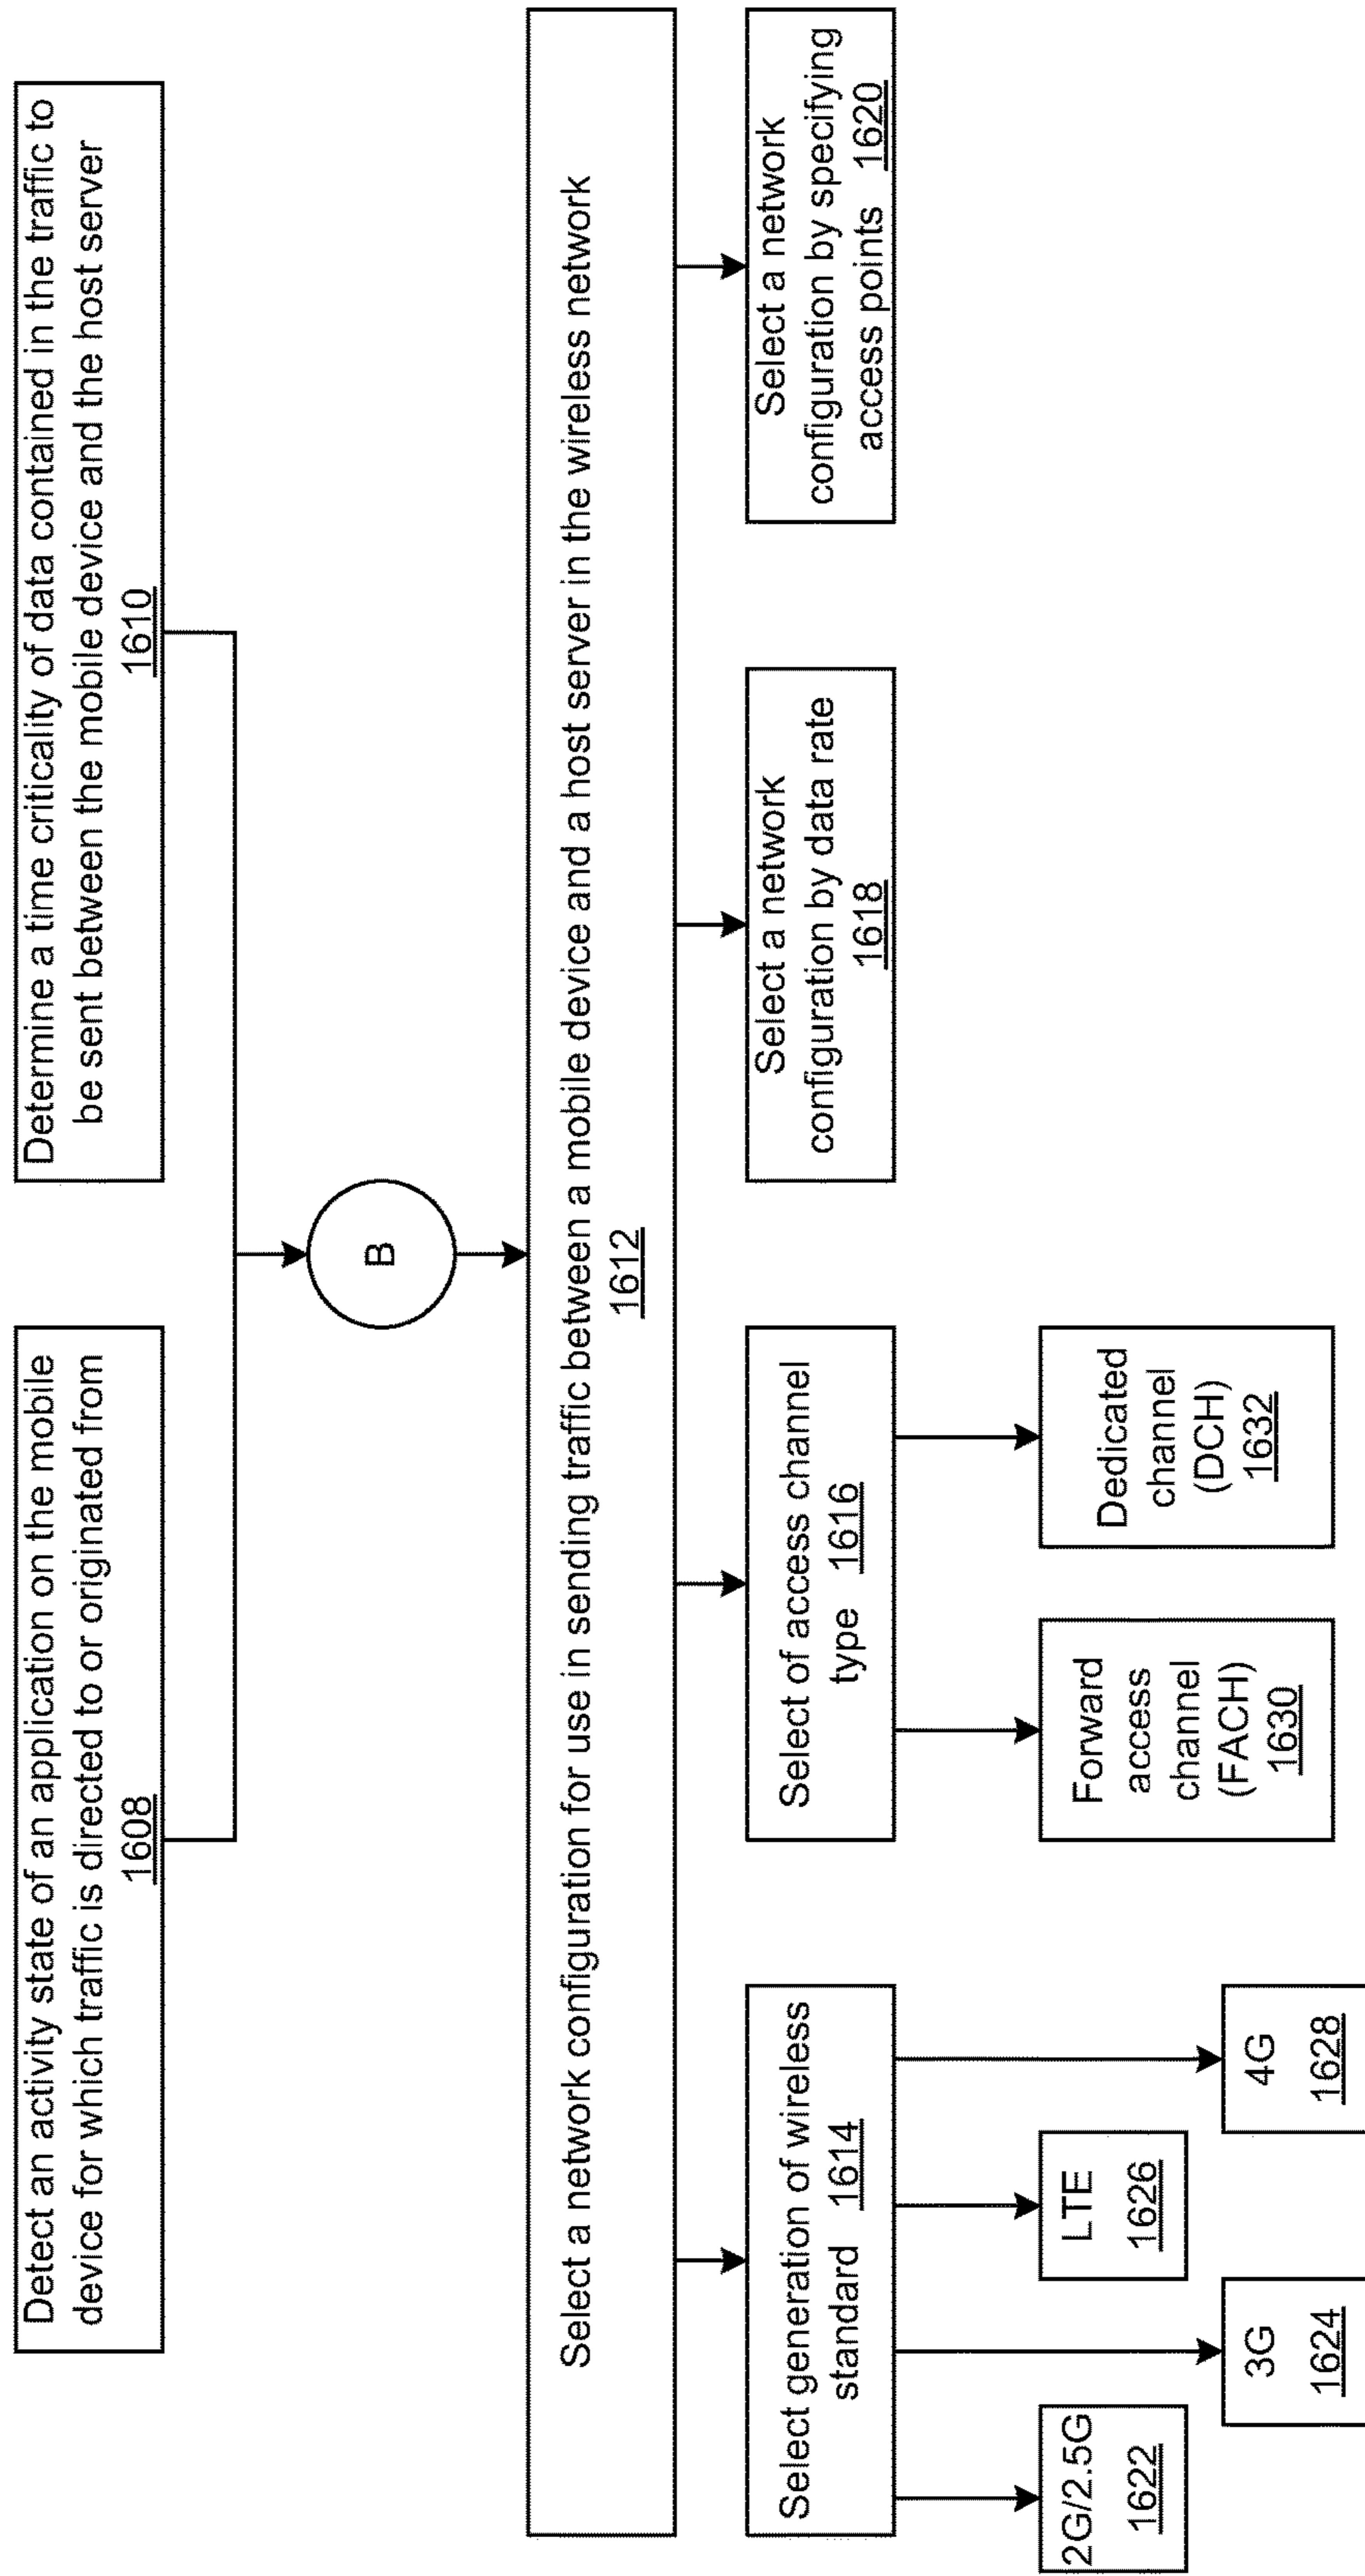 Detect an activity state of an application on the mobile
device for which traffic is directed to or originated from
1608
Determine a time criticality of data contained in the traffic to
be sent between the mobile device and the host server
1610
B
Select a network configuration for use in sending traffic between a mobile device and a host server in the wireless network
1612
Select generation of wireless
standard 1614
Select of access channel
type 1616
Select a network
configuration by data rate
1618
Select a network
configuration by specifying
access points 1620
2G/2.5G
1622
3G
1624
LTE
1626
4G
1628
Forward
access
channel
(FACH)
1630
Dedicated
channel
(DCH)
1632